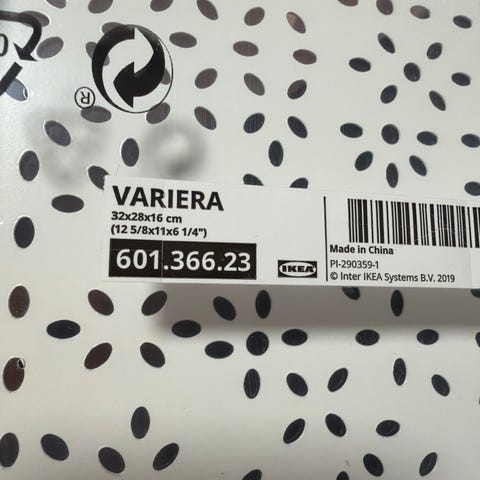 ®
VARIERA
32x28x16 cm
(12 5/8x11x6 1/4")
601.366.23
IKEA
Made in China
PI-290359-1
© Inter IKEA Systems B.V. 2019